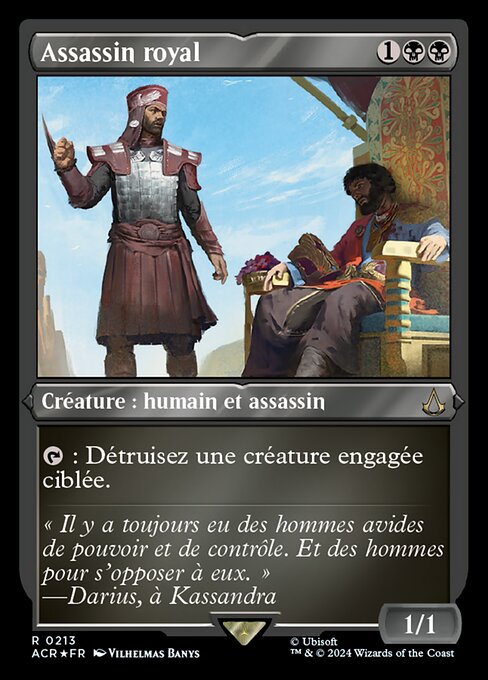 Assassin royal
1
Créature : humain et assassin
: Détruisez une créature engagée
ciblée.
« Il y a toujours eu des hommes avides
de pouvoir et de contrôle. Et des hommes
pour s'opposer à eux. »
—Darius, à Kassandra
1/1
R 0213
ACR★FR Vilhelmas Banys
© Ubisoft
™ & © 2024 Wizards of the Coast